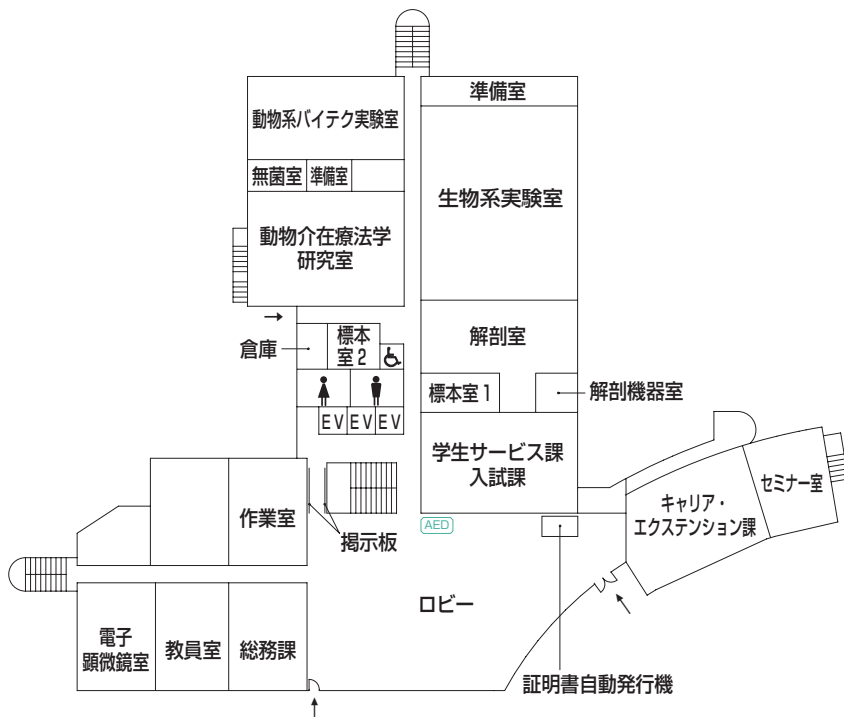 準備室
動物系バイテク実験室
無菌室
準備室
生物系実験室
動物介在療法学
研究室
倉庫
標本
室2
解剖室
標本室1
解剖機器室
EV
EV
EV
学生サービス課
入試課
セミナー室
キャリア・
エクステンション課
作業室
掲示板
AED
ロビー
電子
顕微鏡室
教員室
総務課
証明書自動発行機